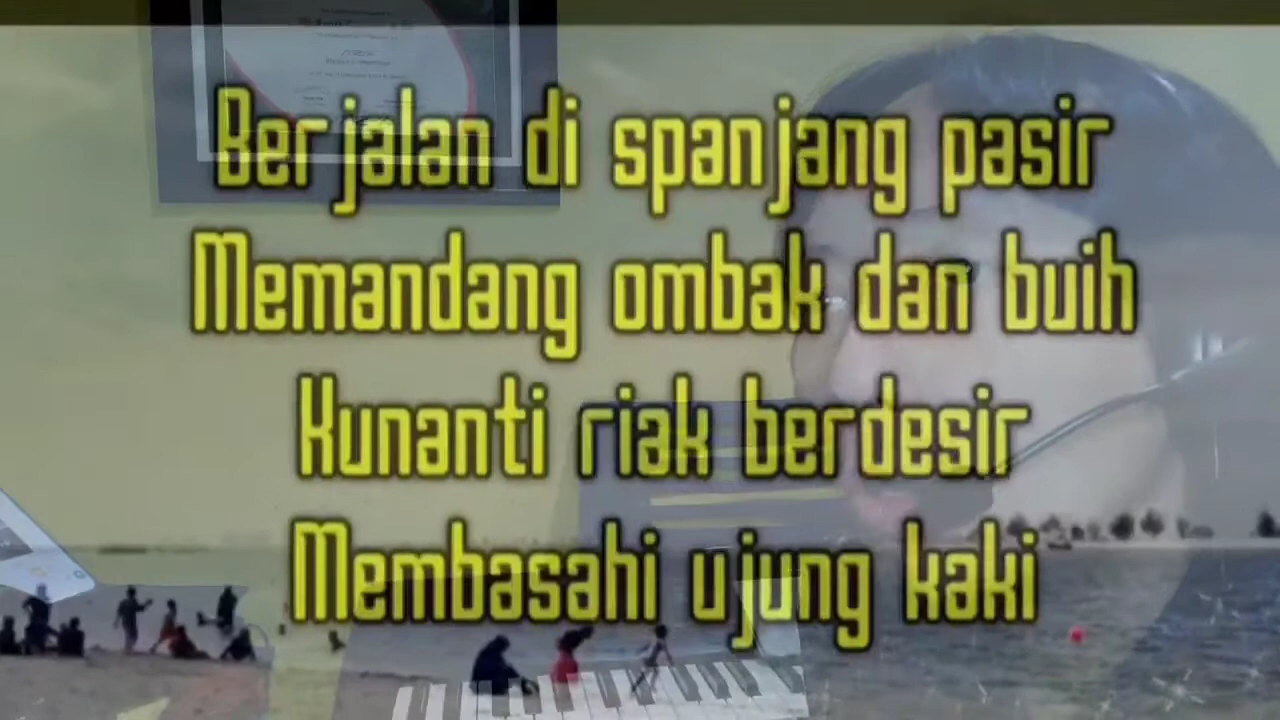 Berjalan di spanjang pasir
Memandang ombak dan buih
Kunanti riak berdesir
Membasahi ujung kaki